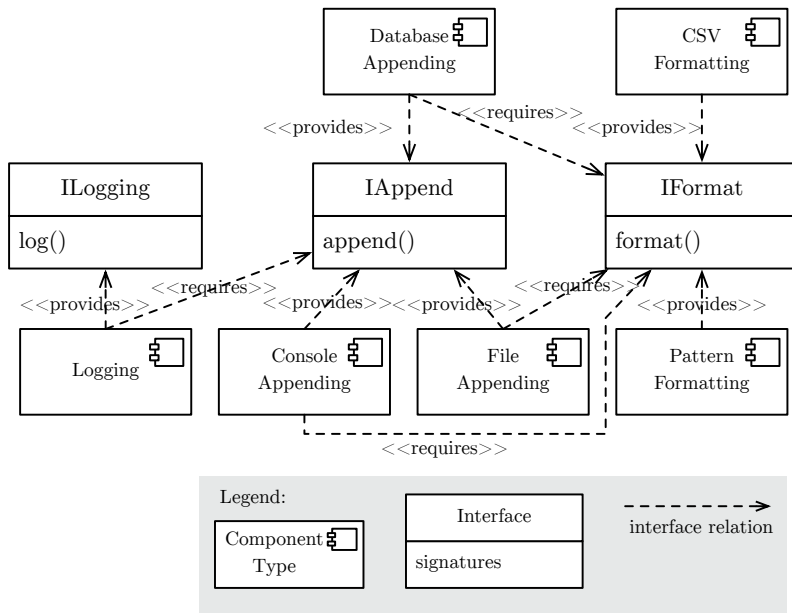 Database
Appending
CSV
Formatting
<<provides>>
<<requires>>
<<provides>>
ILogging
log()
IAppend
append()
IFormat
format()
<<provides>>
<<requires>>
<<provides>>
<<provides>>
<<requires>>
<<provides>>
Logging
Console
Appending
File
Appending
Pattern
Formatting
<<requires>>
Legend:
Component
Type
Interface
signatures
interface relation